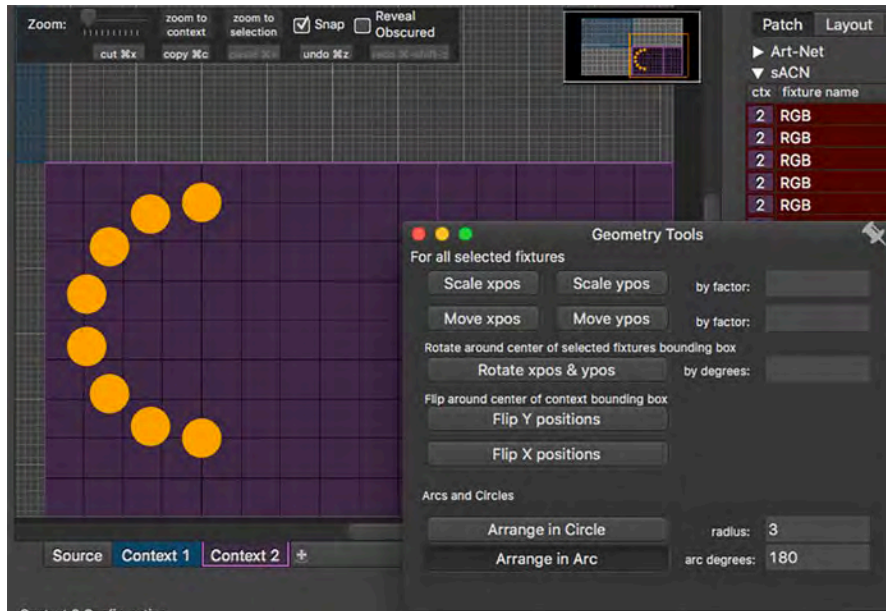 Zoom:
zoom to context
zoom to selection
Snap
Reveal Obscured
cut ⌘x
copy ⌘c
undo ⌘z
Patch
Layout
▶ Art-Net
▼ sACN
ctx fixture name
2 RGB
2 RGB
2 RGB
2 RGB
2 RGB
Geometry Tools
For all selected fixtures
Scale xpos Scale ypos by factor:
Move xpos Move ypos by factor:
Rotate around center of selected fixtures bounding box
Rotate xpos & ypos by degrees:
Flip around center of context bounding box
Flip Y positions
Flip X positions
Arcs and Circles
Arrange in Circle radius: 3
Arrange in Arc arc degrees: 180
Source Context 1 Context 2